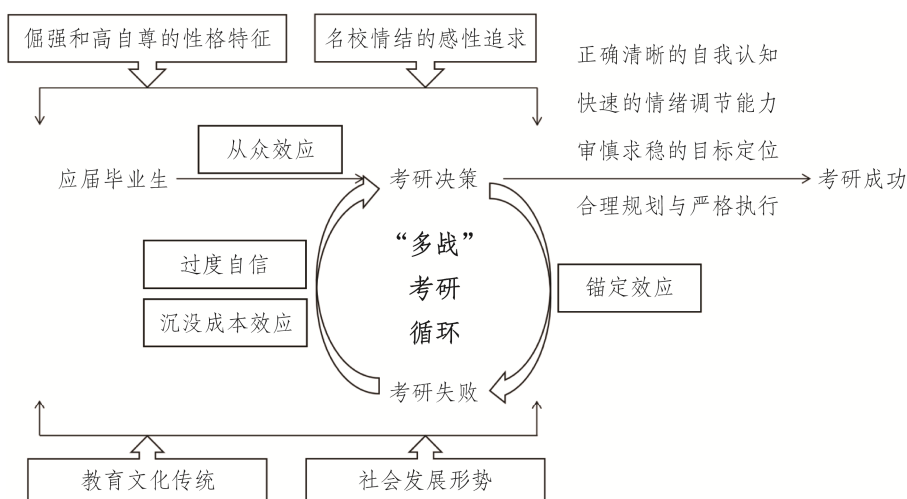 倔强和高自尊的性格特征
名校情结的感性追求
正确清晰的自我认知
快速的情绪调节能力
审慎求稳的目标定位
合理规划与严格执行
从众效应
应届毕业生
考研决策
考研成功
“多战”
考研
循环
过度自信
沉没成本效应
锚定效应
考研失败
教育文化传统
社会发展形势